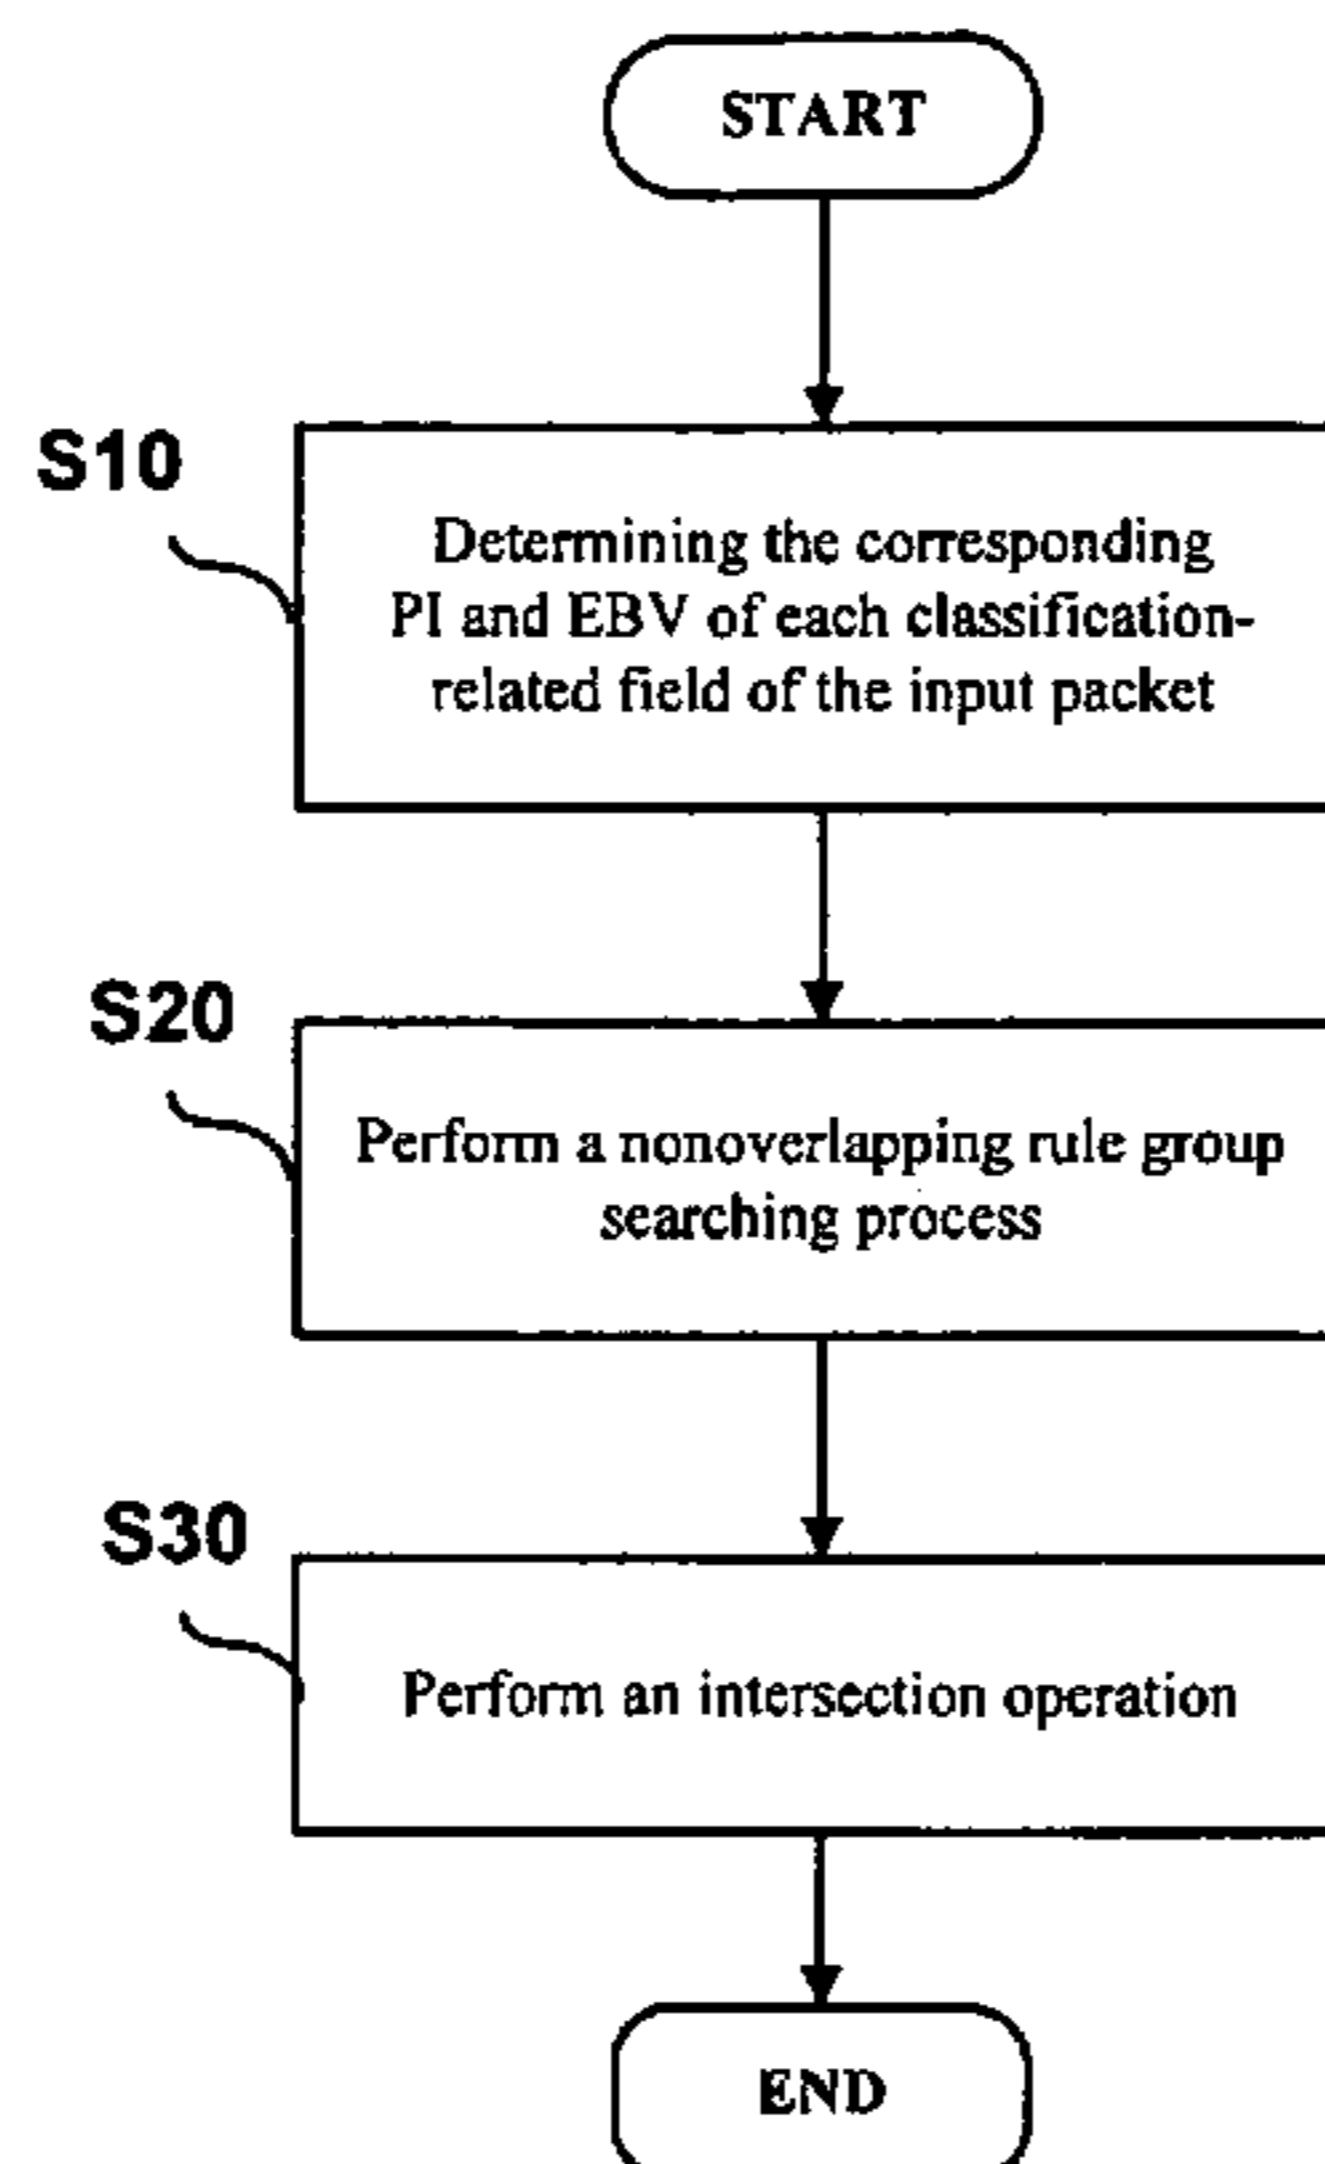 START
S10
Determining the corresponding
PI and EBV of each classification-
related field of the input packet
S20
Perform a nonoverlapping rule group
searching process
S30
Perform an intersection operation
END